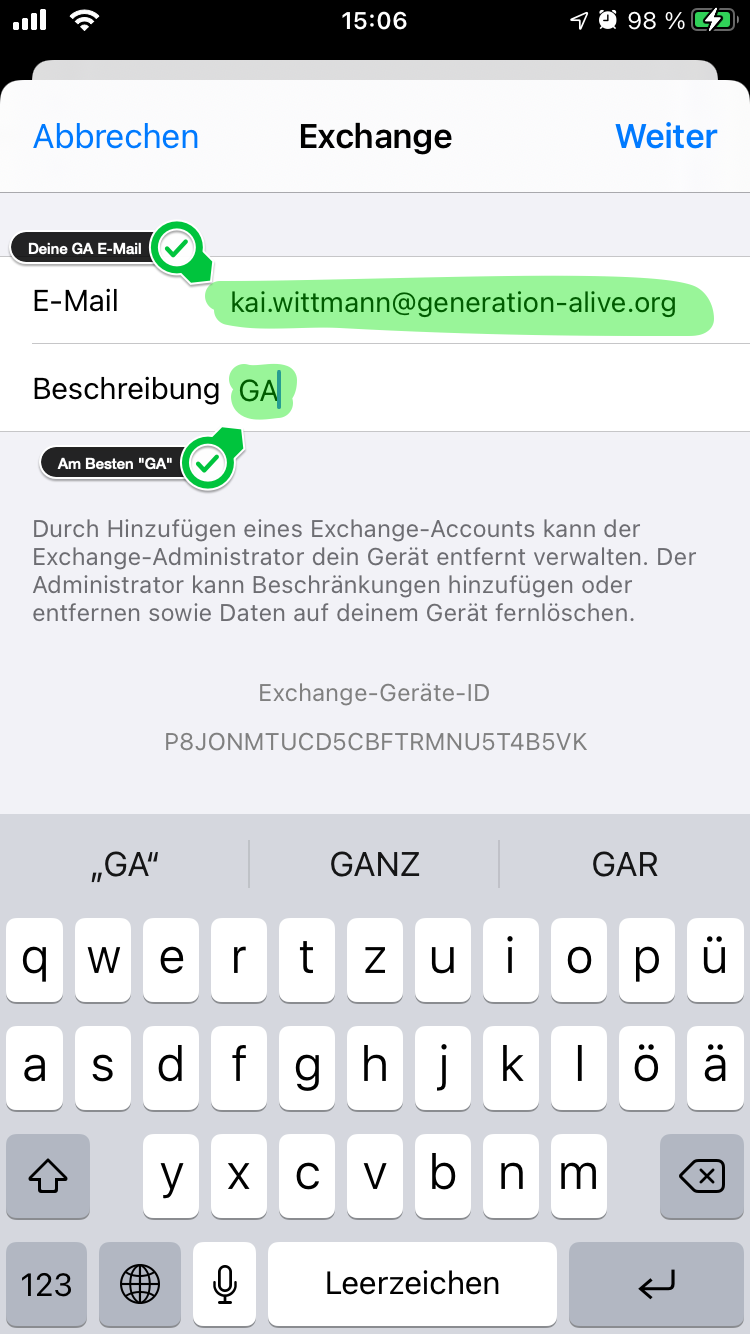 15:06 98 %
Abbrechen Exchange Weiter
Deine GA E-Mail
E-Mail kai.wittmann@generation-alive.org
Beschreibung GA
Am Besten "GA"
Durch Hinzufügen eines Exchange-Accounts kann der
Exchange-Administrator dein Gerät entfernt verwalten. Der
Administrator kann Beschränkungen hinzufügen oder
entfernen sowie Daten auf deinem Gerät fernlöschen.
Exchange-Geräte-ID
P8JONMTUCD5CBFTRMNU5T4B5VK
„GA“ GANZ GAR
q w e r t z u i o p ü
a s d f g h j k l ö ä
y x c v b n m
123 Leerzeichen